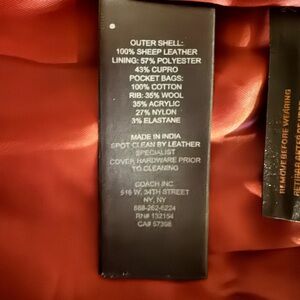 OUTER SHELL:
100% SHEEP LEATHER
LINING: 57% POLYESTER
43% CUPRO
POCKET BAGS:
100% COTTON
RIB: 35% WOOL
35% ACRYLIC
27% NYLON
3% ELASTANE
MADE IN INDIA
SPOT CLEAN BY LEATHER
SPECIALIST
COVER HARDWARE PRIOR
TO CLEANING
COACH INC
516 W. 34TH STREET
NY, NY
888-262-6224
RN# 132154
CA# 57398
REMOVE BEFORE WEARING